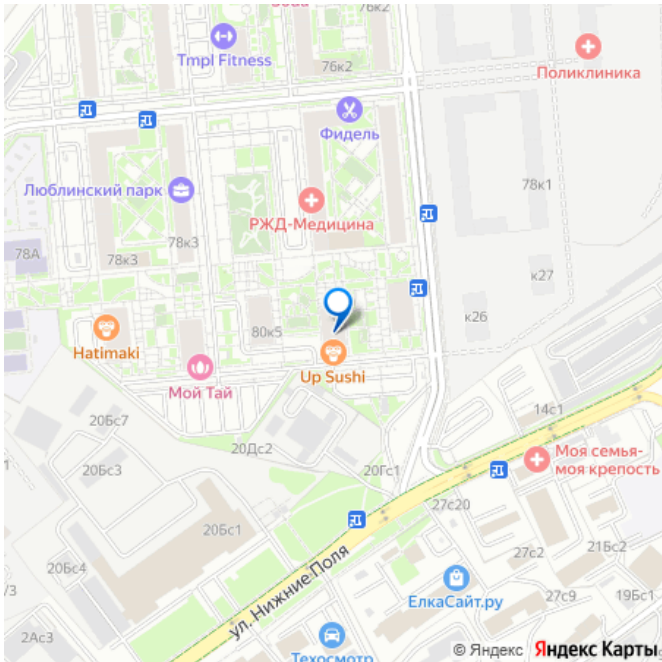 76к2
Tmpl Fitness
76к2
Поликлиника
Фидель
Люблинский парк
78к1
РЖД-Медицина
78А
78к3
78к3
к27
к26
80к5
Hatimaki
Up Sushi
Мой Тай
14с1
20Бс7
20Дс2
Моя семья-
моя крепость
20Бс3
20Гс1
27с20
20Бс1
ул. Нижние Поля
27с2
21Бс2
20Бс4
ЕлкаСайт.ру
27с9
19Бс1
2Ас3
Техосмотр
© Яндекс Яндекс Карты